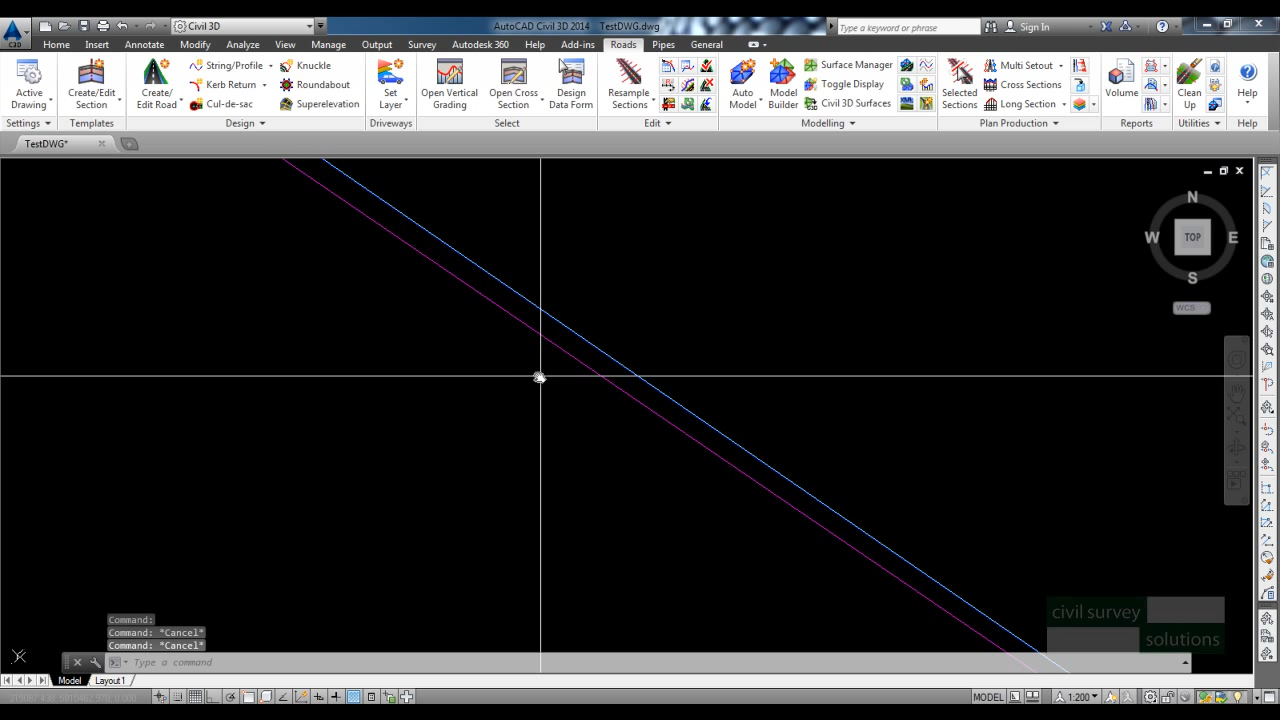 Civil 3D
AutoCAD Civil 3D 2014 TestDWG.dwg
Type a keyword or phrase
Sign In
C3D
Home Insert Annotate Modify Analyze View Manage Output Survey Autodesk 360 Help Add-ins Roads Pipes General
Active Drawing
Settings
Create/Edit Section
Templates
Create/ Edit Road
String/Profile
Kerb Return
Cul-de-sac
Knuckle
Roundabout
Superelevation
Design
Set Layer
Driveways
Open Vertical Grading
Open Cross Section
Design Data Form
Select
Resample Sections
Edit
Auto Model
Model Builder
Surface Manager
Toggle Display
Civil 3D Surfaces
Modelling
Selected Sections
Multi Setout
Cross Sections
Long Section
Plan Production
Volume
Reports
Clean Up
Utilities
Help
Help
TestDWG*
N
W TOP E
S
WCS
civil survey
solutions
Command:
Command: *Cancel*
Command: *Cancel*
Type a command
Model Layout1
MODEL 1:200